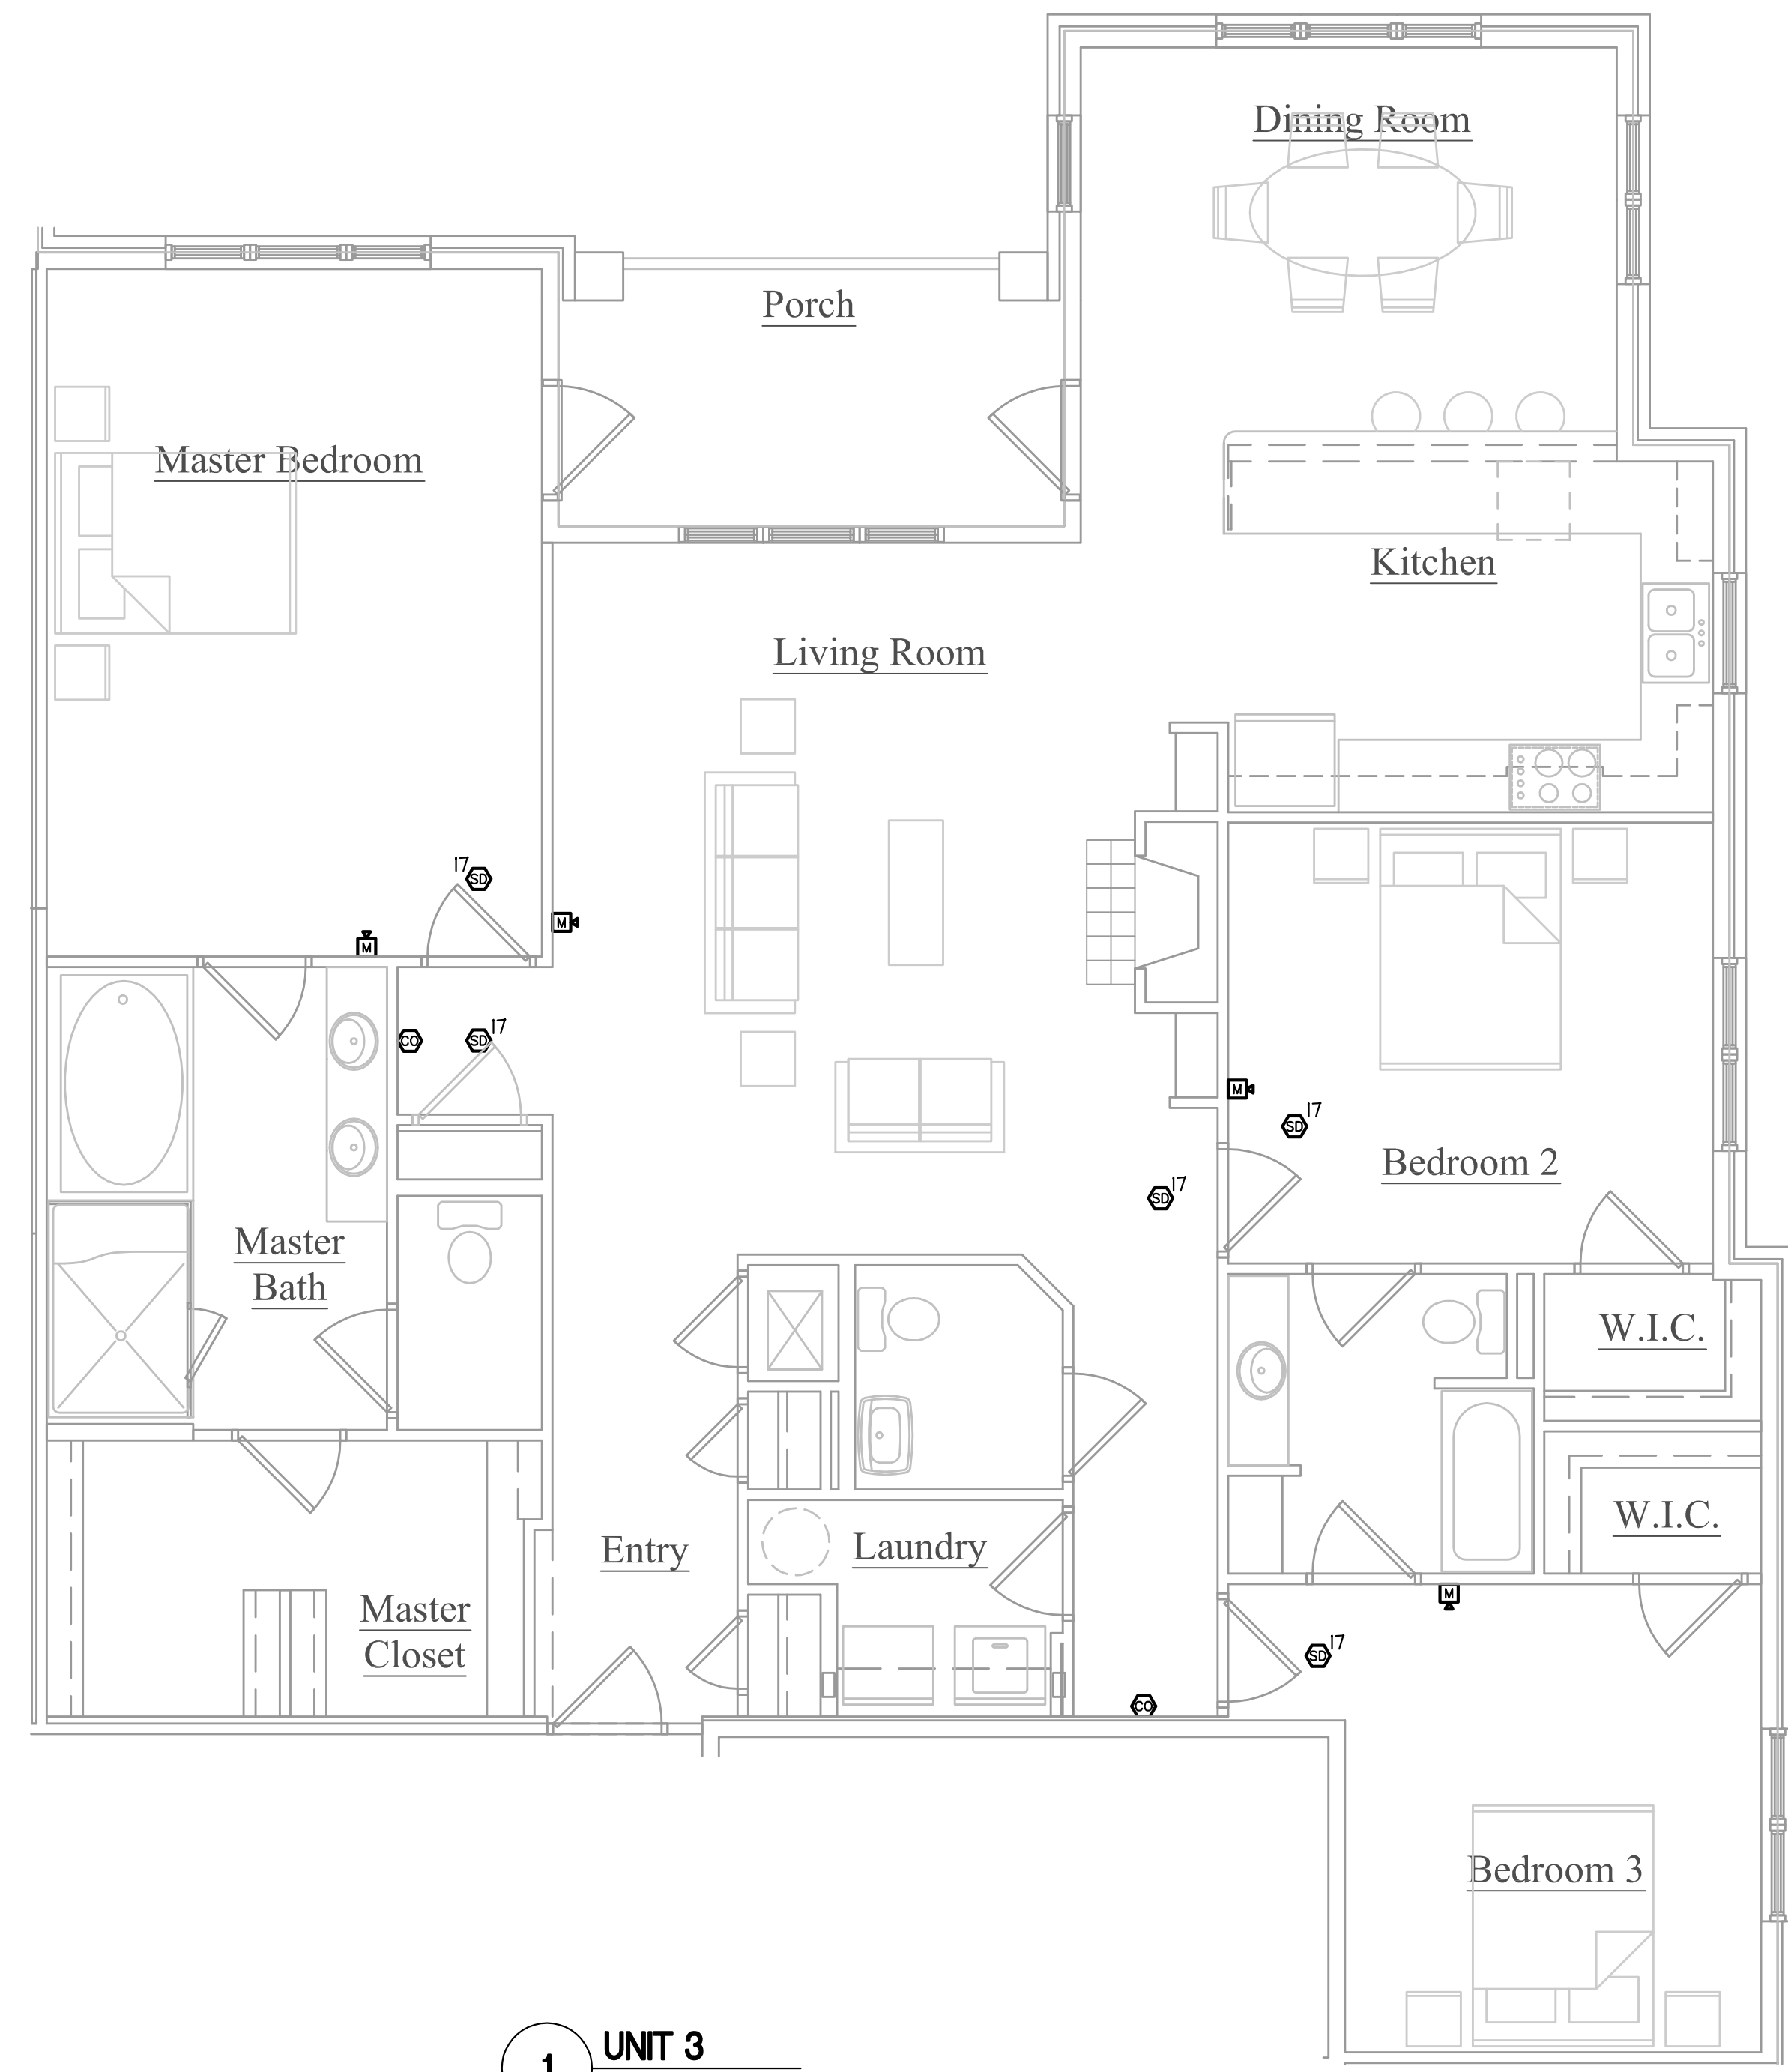 Dining Room
Porch
Master Bedroom
Kitchen
Living Room
17
SD
M
M
CO
SD
17
M
SD
17
Bedroom 2
SD
17
Master
Bath
W.I.C.
W.I.C.
Entry
Laundry
Master
Closet
M
SD
17
CO
Bedroom 3
1
UNIT 3